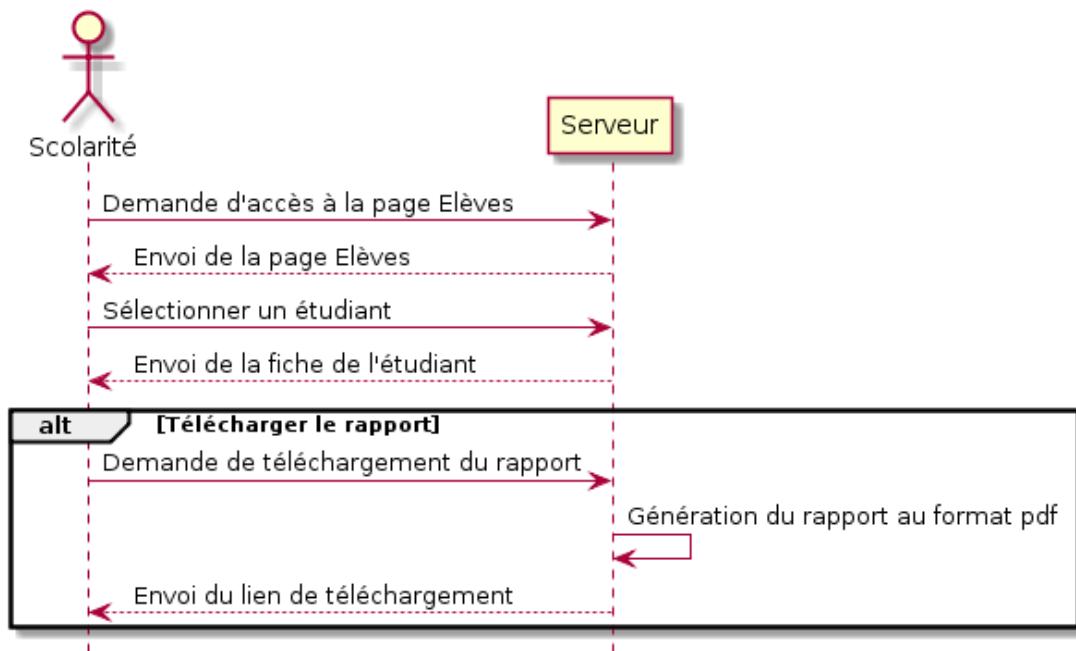 Scolarité
Serveur
Demande d'accès à la page Elèves
Envoi de la page Elèves
Sélectionner un étudiant
Envoi de la fiche de l'étudiant
alt [Télécharger le rapport]
Demande de téléchargement du rapport
Génération du rapport au format pdf
Envoi du lien de téléchargement